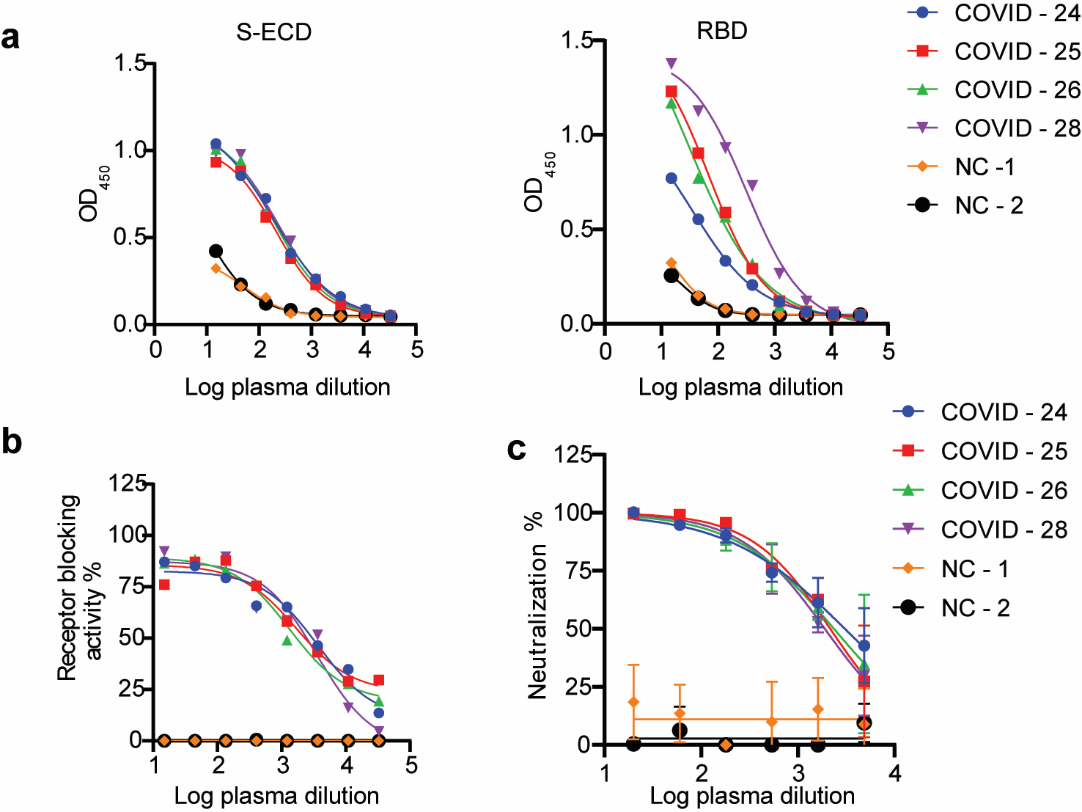 a
S-ECD
OD450
1.5
1.0
0.5
0.0
0 1 2 3 4 5
Log plasma dilution
RBD
OD450
1.5
1.0
0.5
0.0
0 1 2 3 4 5
Log plasma dilution
COVID - 24
COVID - 25
COVID - 26
COVID - 28
NC -1
NC - 2
b
Receptor blocking
activity %
125
100
75
50
25
0
1 2 3 4 5
Log plasma dilution
c
Neutralization %
125
100
75
50
25
0
1 2 3 4
Log plasma dilution
COVID - 24
COVID - 25
COVID - 26
COVID - 28
NC - 1
NC - 2